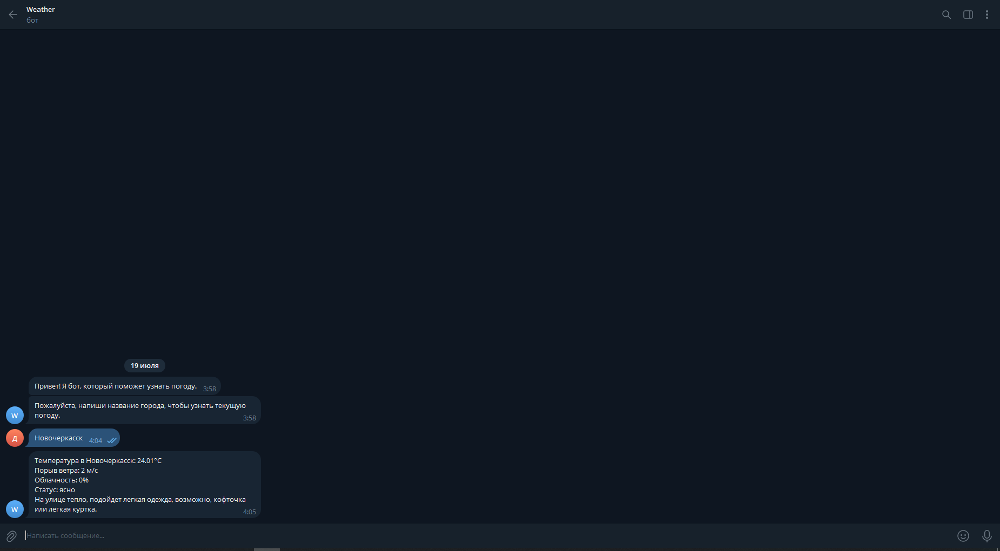 Weather
бот
19 июля
Привет! Я бот, который поможет узнать погоду. 3:58
Пожалуйста, напиши название города, чтобы узнать текущую
погоду. 3:58
W
Д
Новочеркасск 4:04
Температура в Новочеркасск: 24.01°C
Порыв ветра: 2 м/с
Облачность: 0%
Статус: ясно
На улице тепло, подойдет легкая одежда, возможно, кофточка
или легкая куртка. 4:05
W
Написать сообщение...